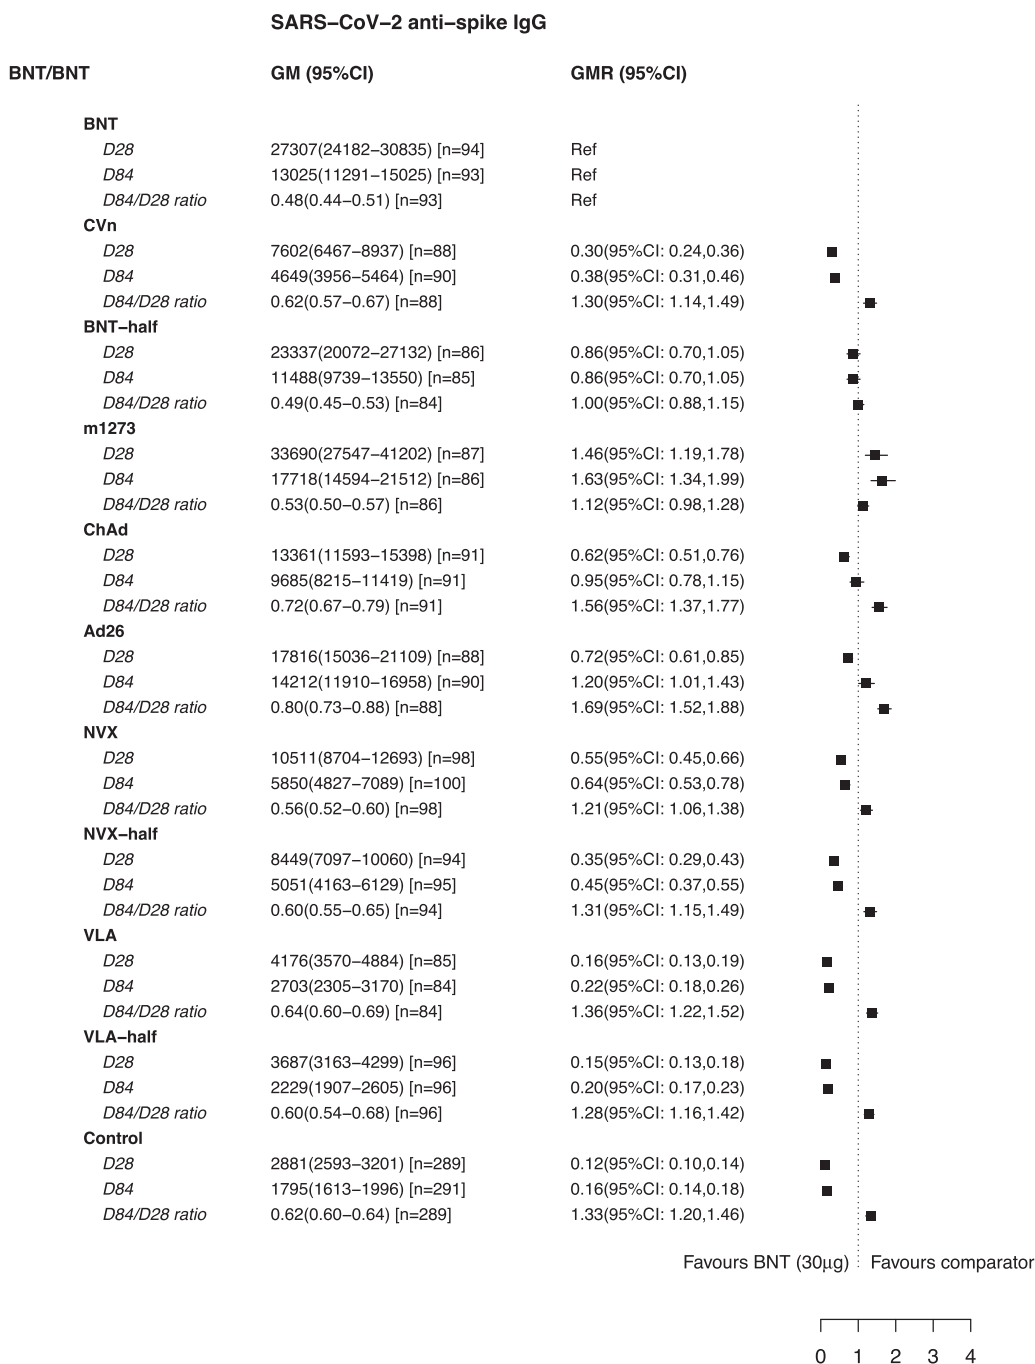 SARS−CoV−2 anti−spike IgG
BNT/BNT GM (95%CI) GMR (95%CI)
BNT
D28 27307(24182−30835) [n=94] Ref
D84 13025(11291−15025) [n=93] Ref
D84/D28 ratio 0.48(0.44−0.51) [n=93] Ref
CVn
D28 7602(6467−8937) [n=88] 0.30(95%CI: 0.24,0.36)
D84 4649(3956−5464) [n=90] 0.38(95%CI: 0.31,0.46)
D84/D28 ratio 0.62(0.57−0.67) [n=88] 1.30(95%CI: 1.14,1.49)
BNT−half
D28 23337(20072−27132) [n=86] 0.86(95%CI: 0.70,1.05)
D84 11488(9739−13550) [n=85] 0.86(95%CI: 0.70,1.05)
D84/D28 ratio 0.49(0.45−0.53) [n=84] 1.00(95%CI: 0.88,1.15)
m1273
D28 33690(27547−41202) [n=87] 1.46(95%CI: 1.19,1.78)
D84 17718(14594−21512) [n=86] 1.63(95%CI: 1.34,1.99)
D84/D28 ratio 0.53(0.50−0.57) [n=86] 1.12(95%CI: 0.98,1.28)
ChAd
D28 13361(11593−15398) [n=91] 0.62(95%CI: 0.51,0.76)
D84 9685(8215−11419) [n=91] 0.95(95%CI: 0.78,1.15)
D84/D28 ratio 0.72(0.67−0.79) [n=91] 1.56(95%CI: 1.37,1.77)
Ad26
D28 17816(15036−21109) [n=88] 0.72(95%CI: 0.61,0.85)
D84 14212(11910−16958) [n=90] 1.20(95%CI: 1.01,1.43)
D84/D28 ratio 0.80(0.73−0.88) [n=88] 1.69(95%CI: 1.52,1.88)
NVX
D28 10511(8704−12693) [n=98] 0.55(95%CI: 0.45,0.66)
D84 5850(4827−7089) [n=100] 0.64(95%CI: 0.53,0.78)
D84/D28 ratio 0.56(0.52−0.60) [n=98] 1.21(95%CI: 1.06,1.38)
NVX−half
D28 8449(7097−10060) [n=94] 0.35(95%CI: 0.29,0.43)
D84 5051(4163−6129) [n=95] 0.45(95%CI: 0.37,0.55)
D84/D28 ratio 0.60(0.55−0.65) [n=94] 1.31(95%CI: 1.15,1.49)
VLA
D28 4176(3570−4884) [n=85] 0.16(95%CI: 0.13,0.19)
D84 2703(2305−3170) [n=84] 0.22(95%CI: 0.18,0.26)
D84/D28 ratio 0.64(0.60−0.69) [n=84] 1.36(95%CI: 1.22,1.52)
VLA−half
D28 3687(3163−4299) [n=96] 0.15(95%CI: 0.13,0.18)
D84 2229(1907−2605) [n=96] 0.20(95%CI: 0.17,0.23)
D84/D28 ratio 0.60(0.54−0.68) [n=96] 1.28(95%CI: 1.16,1.42)
Control
D28 2881(2593−3201) [n=289] 0.12(95%CI: 0.10,0.14)
D84 1795(1613−1996) [n=291] 0.16(95%CI: 0.14,0.18)
D84/D28 ratio 0.62(0.60−0.64) [n=289] 1.33(95%CI: 1.20,1.46)
Favours BNT (30μg) Favours comparator
0 1 2 3 4